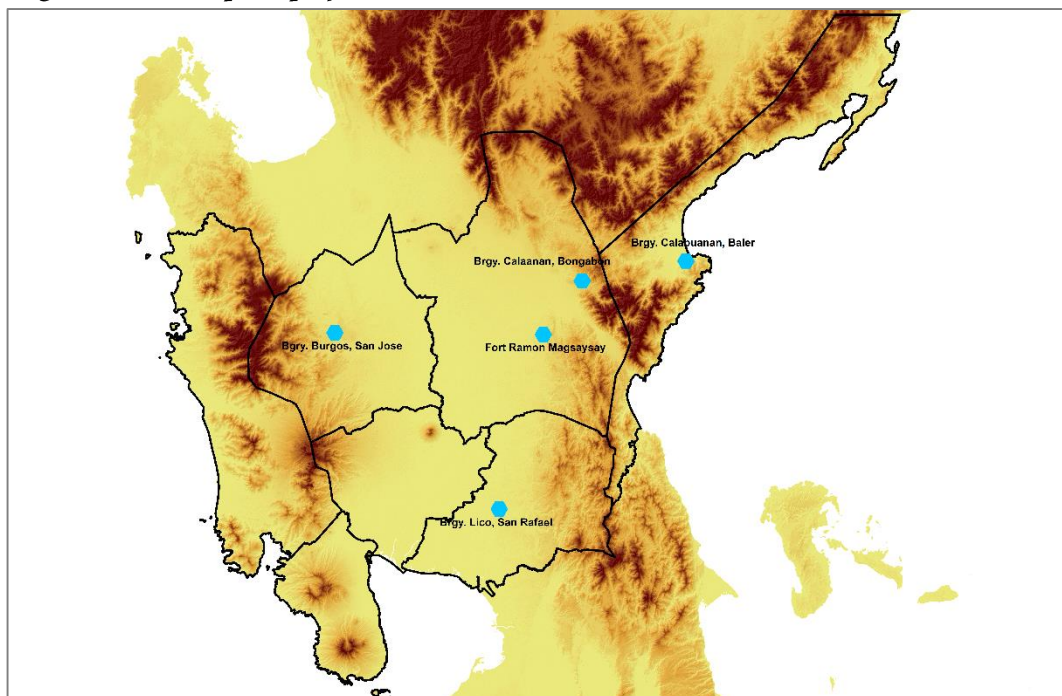 Brgy. Calabuanan, Baler
Brgy. Calaanan, Bongabon
Bgry. Burgos, San Jose
Fort Ramon Magsaysay
Brgy. Lico, San Rafael